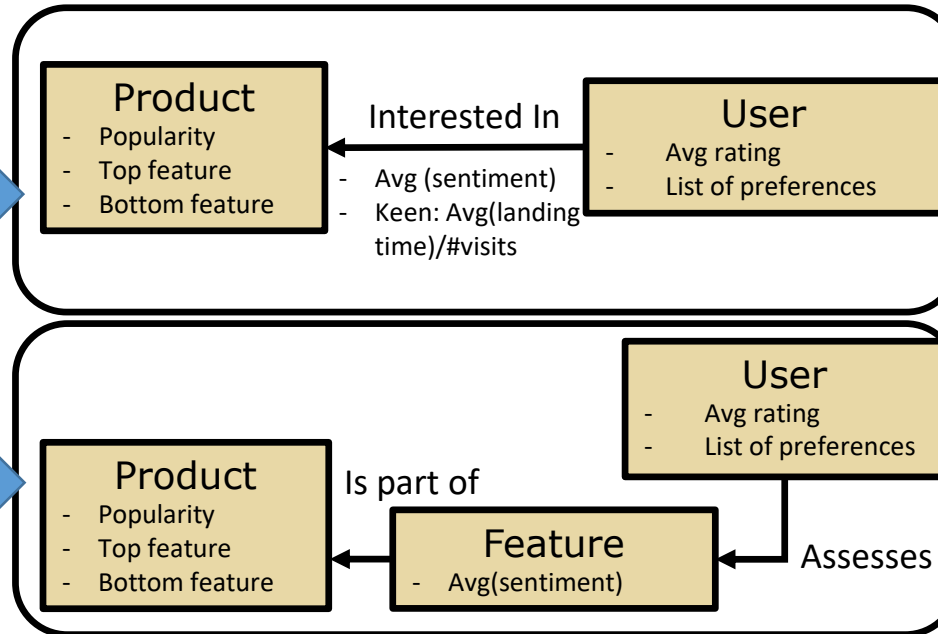 Product
- Popularity
- Top feature
- Bottom feature
Interested In
- Avg (sentiment)
- Keen: Avg(landing
time)/#visits
User
- Avg rating
- List of preferences
User
- Avg rating
- List of preferences
Product
- Popularity
- Top feature
- Bottom feature
Is part of
Feature
- Avg(sentiment)
Assesses